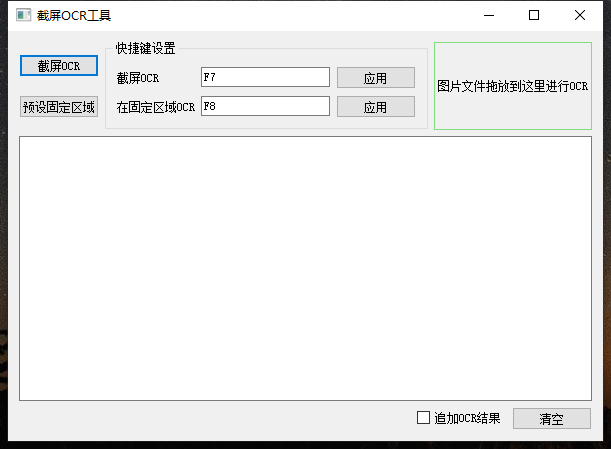 截屏OCR工具
截屏OCR
预设固定区域
快捷键设置
截屏OCR F7 应用
在固定区域OCR F8 应用
图片文件拖放到这里进行OCR
追加OCR结果 清空